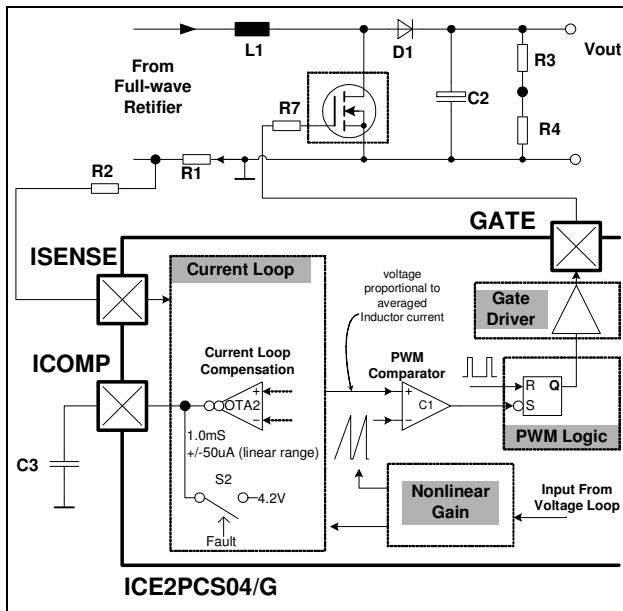 L1
D1
Vout
From
Full-wave
Retifier
R3
C2
R7
R4
R2
R1
GATE
ISENSE
Current Loop
voltage
proportional to
averaged
Inductor current
Gate
Driver
ICOMP
Current Loop
Compensation
PWM
Comparator
+
OTA2
−
+
C1
−
R Q
S
PWM Logic
1.0mS
+/-50uA (linear range)
C3
S2
4.2V
Fault
Nonlinear
Gain
Input From
Voltage Loop
ICE2PCS04/G